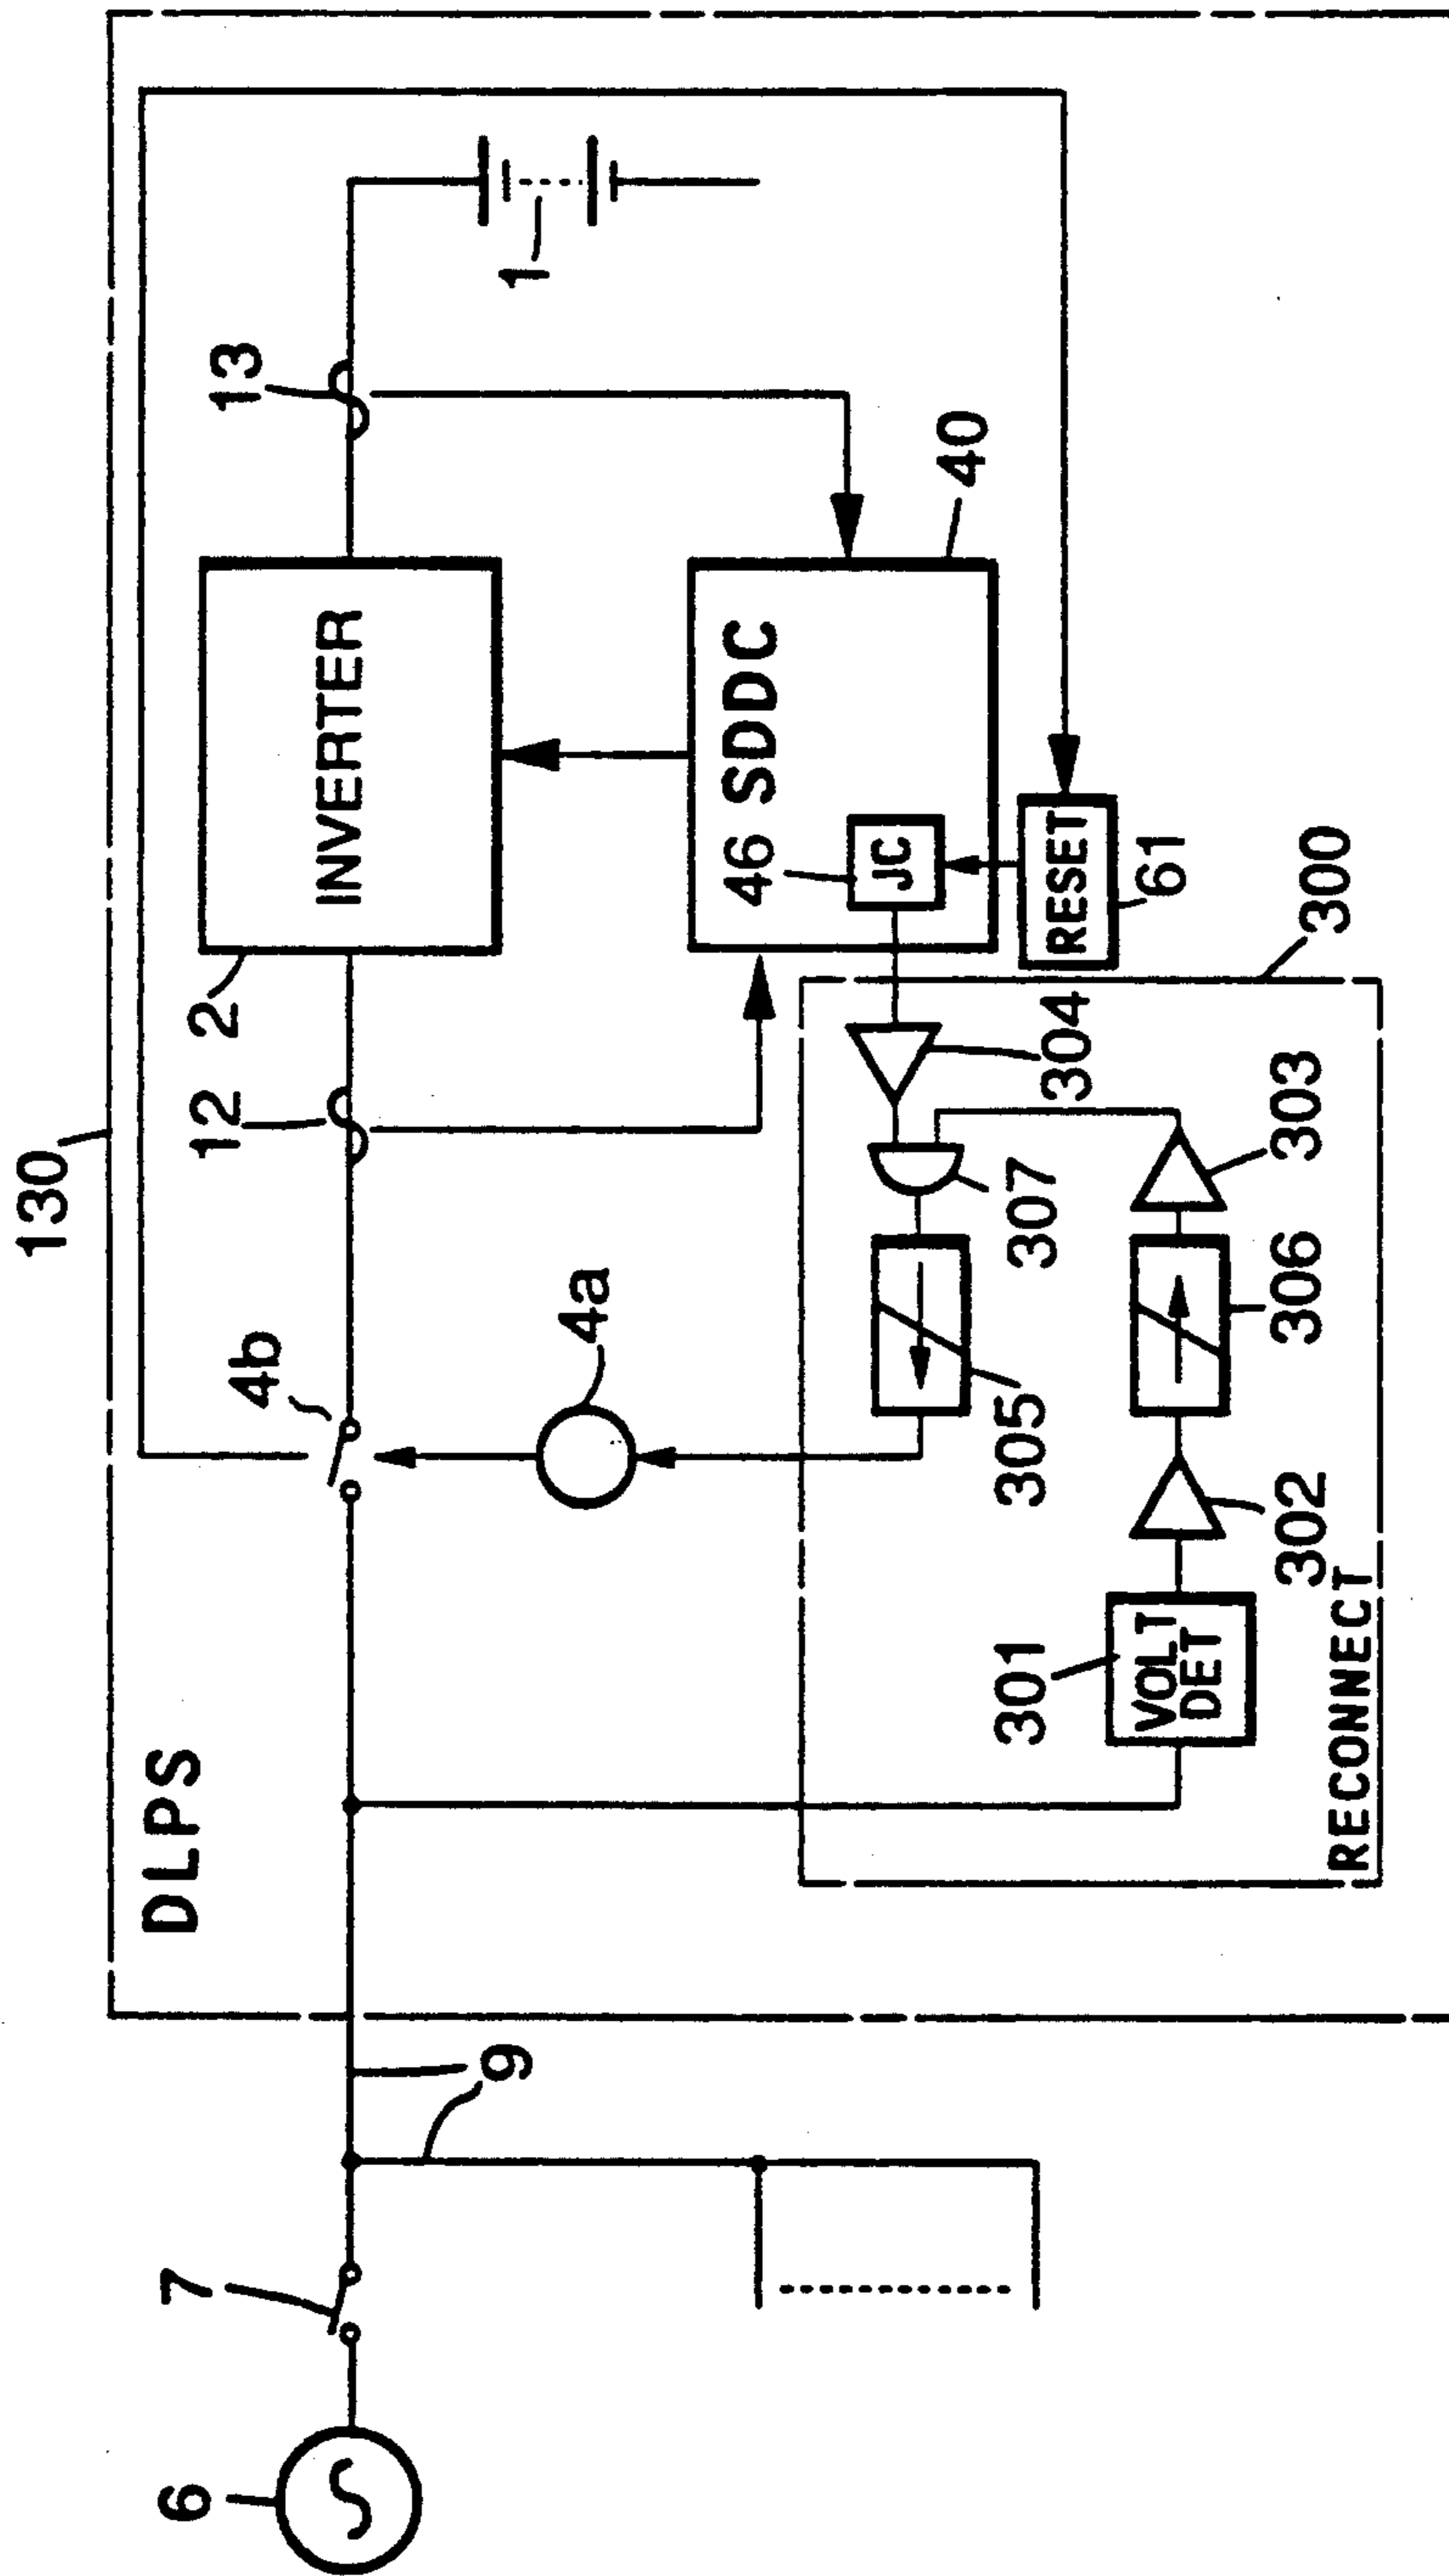 130
DLPS
4b
12
2
INVERTER
13
1
6
7
9
4a
46
SDDC
JC
40
RESET
61
300
304
307
305
303
306
302
301
VOLT
DET
RECONNECT